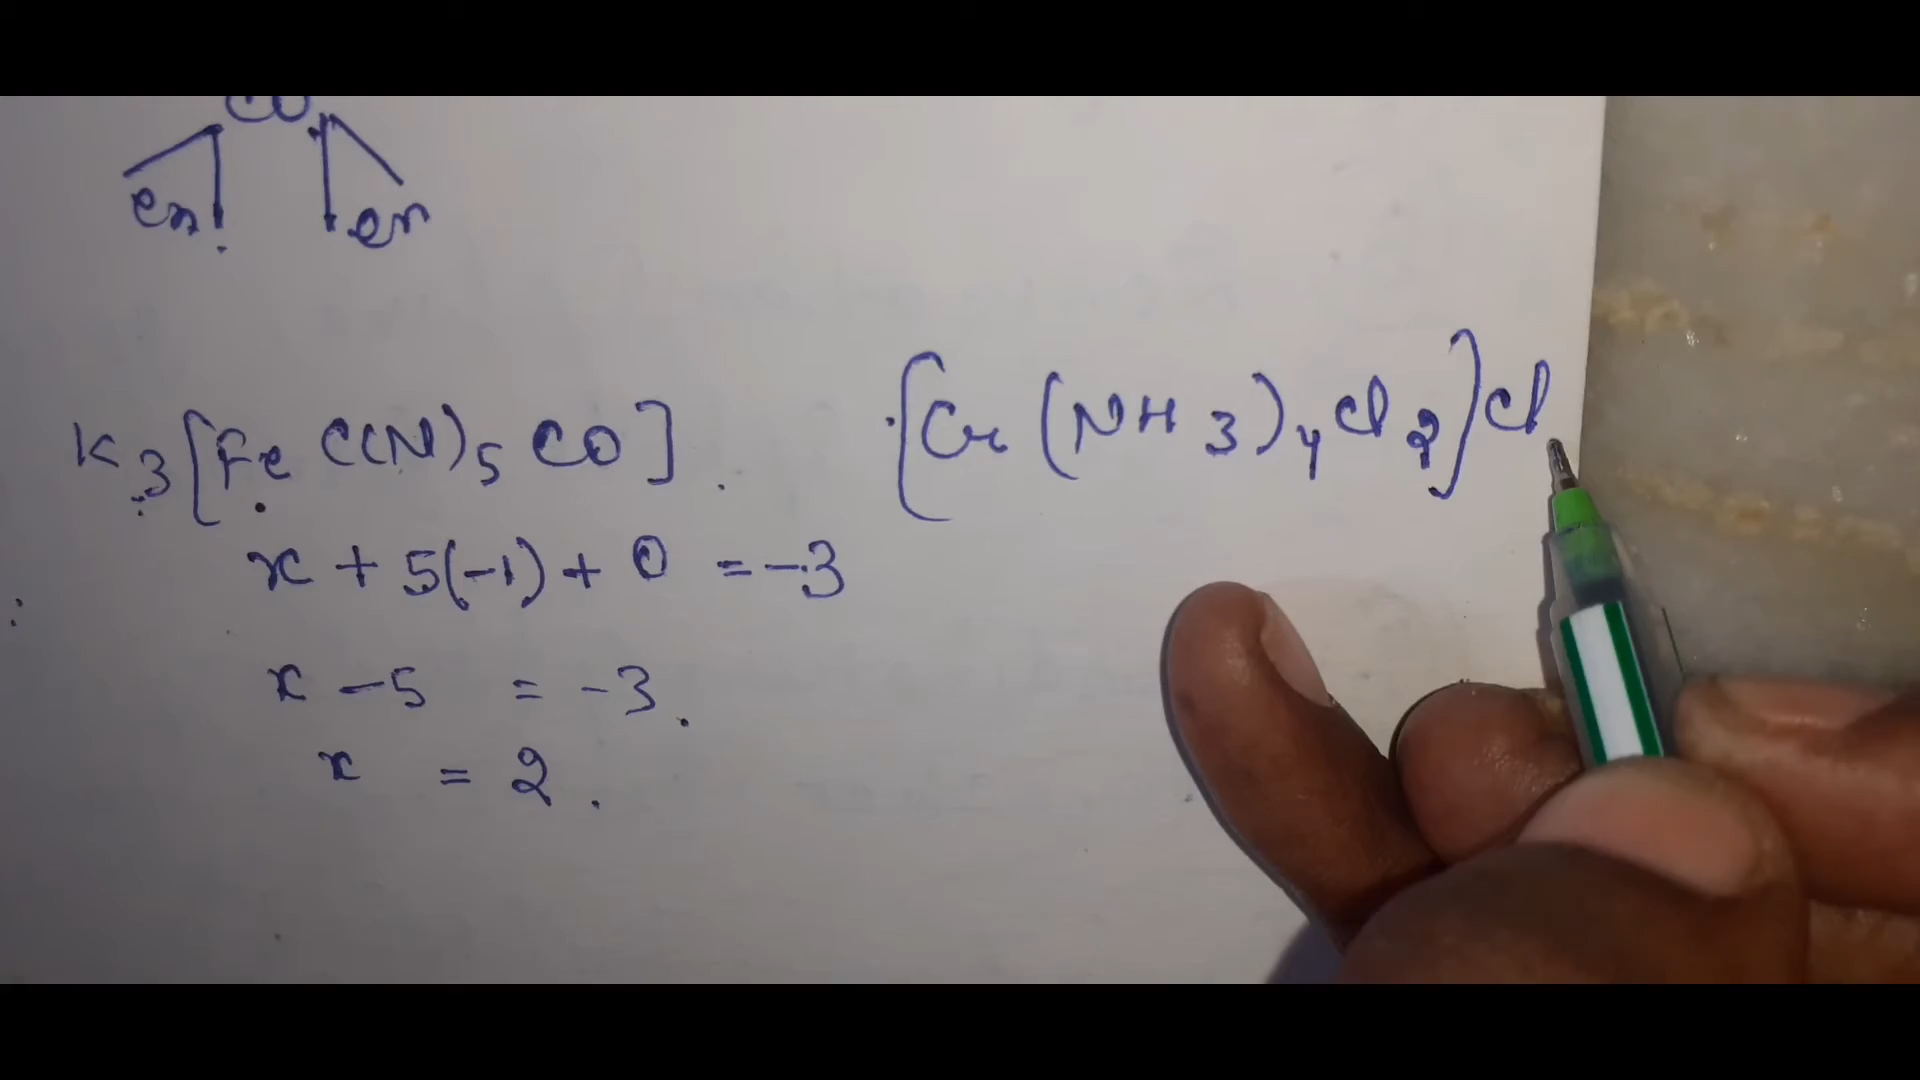 Co
en en
K3[Fe C(N)5 CO] .
[Cr(NH3)4Cl2]Cl
x + 5(-1) + 0 = -3
x - 5 = -3 .
x = 2 .